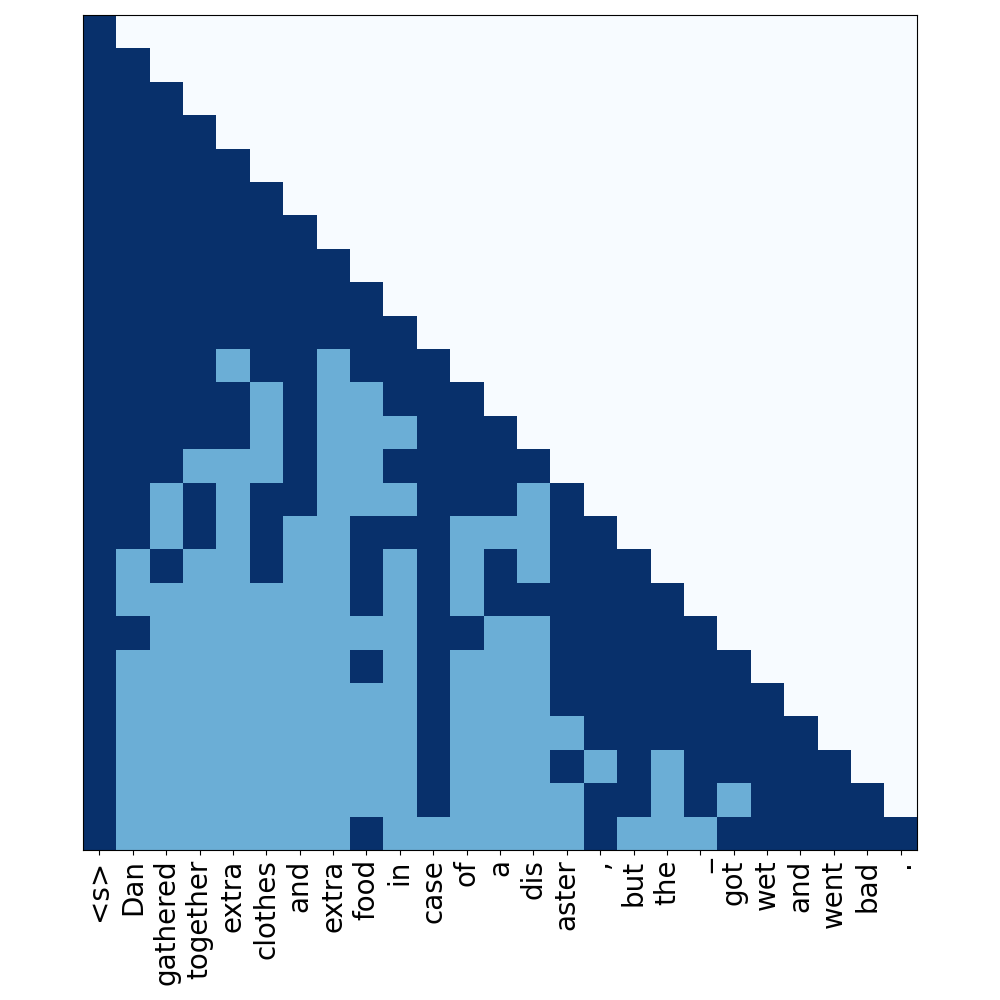 <s> Dan gathered together extra clothes and extra food in case of a dis aster , but the _ got wet and went bad .